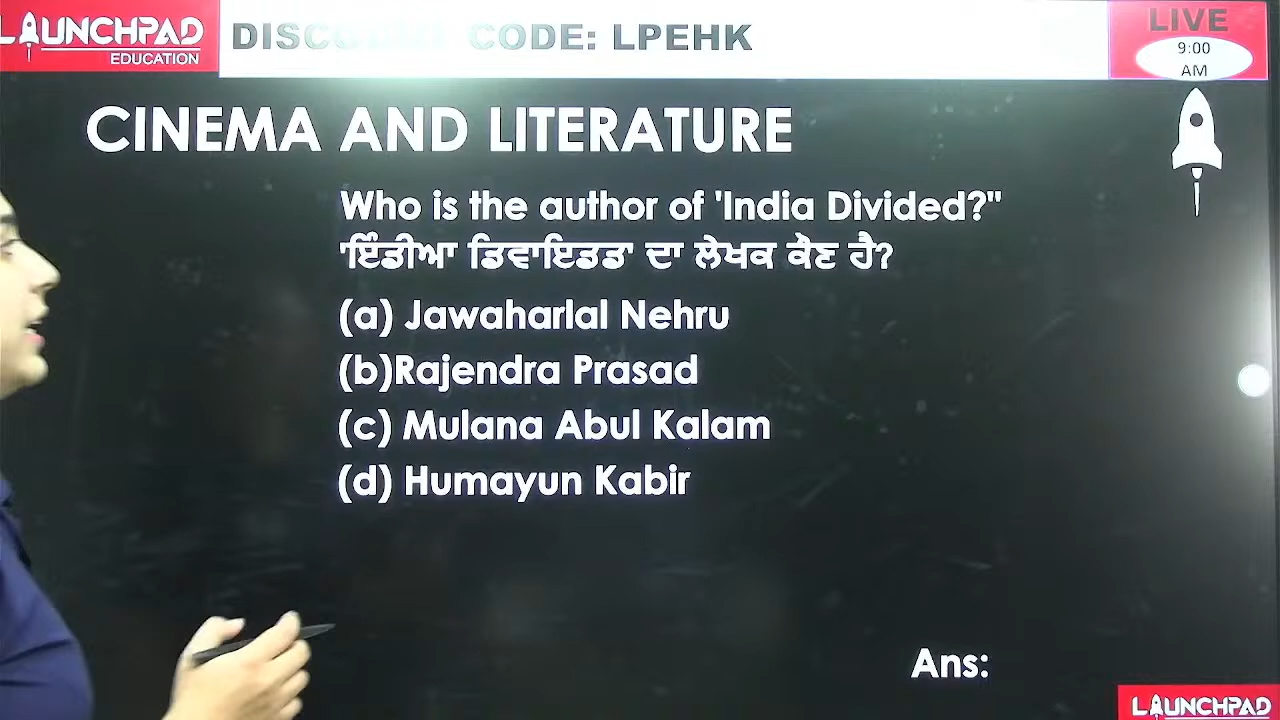 LAUNCHPAD
EDUCATION
DISCOUNT CODE: LPEHK
LIVE
9:00
AM
CINEMA AND LITERATURE
Who is the author of 'India Divided?"
'ਇੰਡੀਆ ਡਿਵਾਇਡਡ' ਦਾ ਲੇਖਕ ਕੌਣ ਹੈ?
(a) Jawaharlal Nehru
(b)Rajendra Prasad
(c) Mulana Abul Kalam
(d) Humayun Kabir
Ans:
LAUNCHPAD